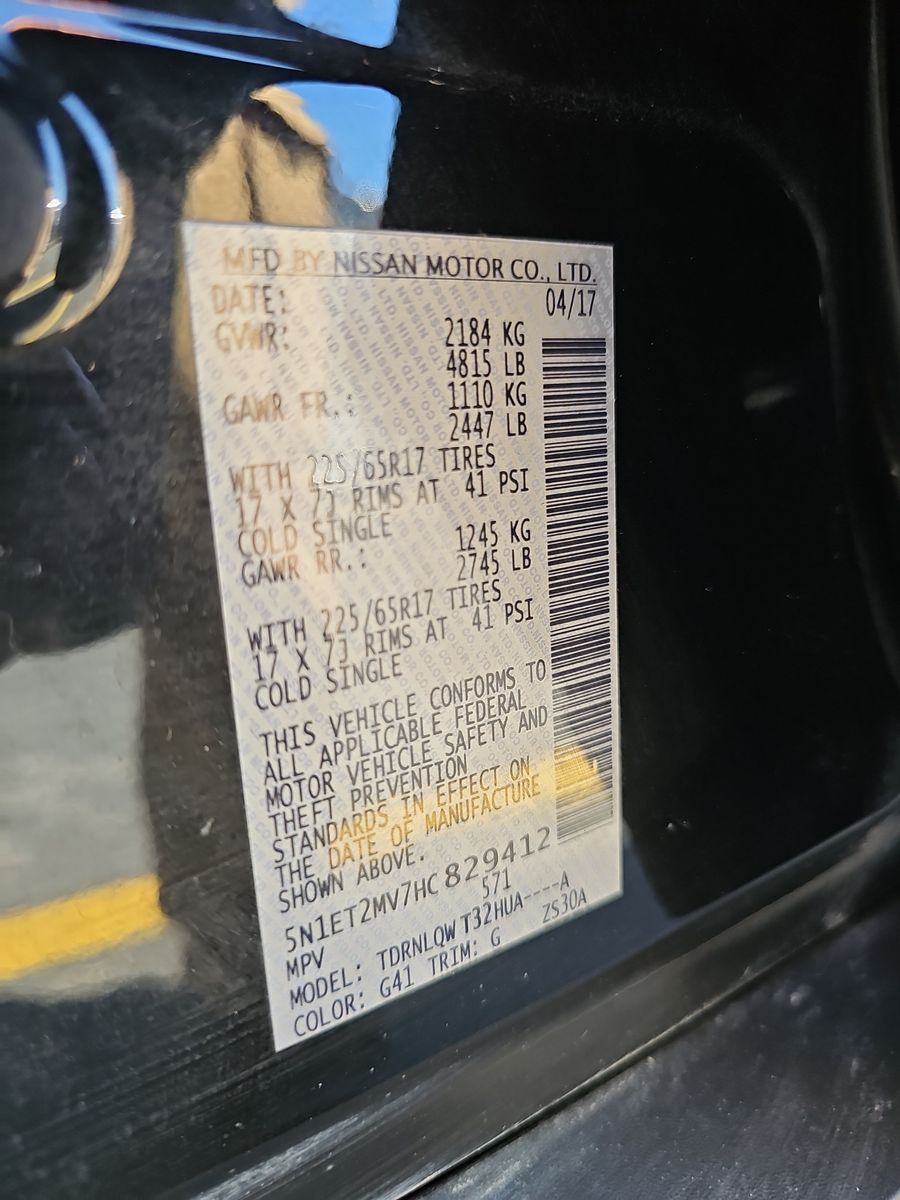 MFD BY NISSAN MOTOR CO., LTD.
DATE: 04/17
GVWR: 2184 KG
4815 LB
GAWR FR.: 1110 KG
2447 LB
WITH 225/65R17 TIRES
17 X 7J RIMS AT 41 PSI
COLD SINGLE
GAWR RR.: 1245 KG
2745 LB
WITH 225/65R17 TIRES
17 X 7J RIMS AT 41 PSI
COLD SINGLE
THIS VEHICLE CONFORMS TO
ALL APPLICABLE FEDERAL
MOTOR VEHICLE SAFETY AND
THEFT PREVENTION
STANDARDS IN EFFECT ON
THE DATE OF MANUFACTURE
SHOWN ABOVE.
5N1ET2MV7HC829412
MPV 571
MODEL: TDRNLQWT32HUA----A
COLOR: G41 TRIM: G ZS30A